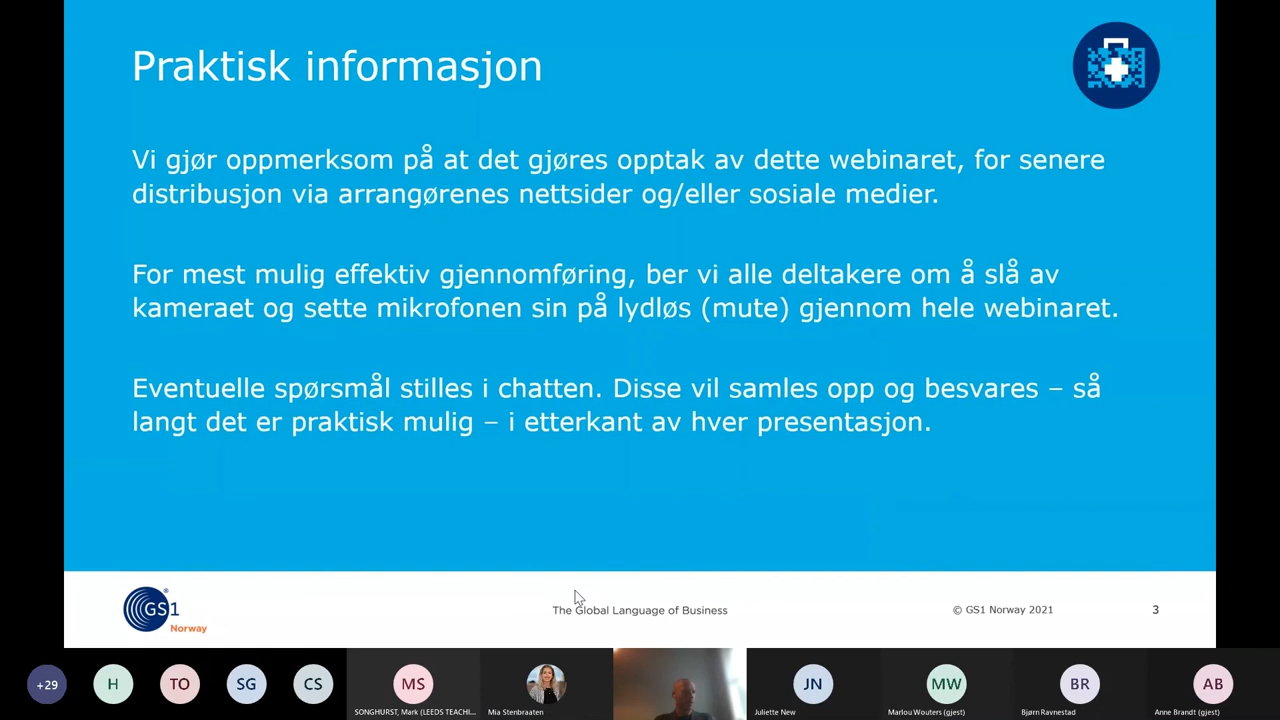 Praktisk informasjon
Vi gjør oppmerksom på at det gjøres opptak av dette webinaret, for senere
distribusjon via arrangørenes nettsider og/eller sosiale medier.
For mest mulig effektiv gjennomføring, ber vi alle deltakere om å slå av
kameraet og sette mikrofonen sin på lydløs (mute) gjennom hele webinaret.
Eventuelle spørsmål stilles i chatten. Disse vil samles opp og besvares – så
langt det er praktisk mulig – i etterkant av hver presentasjon.
GS1 ®
Norway
The Global Language of Business
© GS1 Norway 2021
3
+29
H
TO
SG
CS
MS
JN
MW
BR
AB
SONGHURST, Mark (LEEDS TEACHI...
Mia Stenbraaten
Juliette New
Marlou Wouters (gjest)
Bjørn Ravnestad
Anne Brandt (gjest)